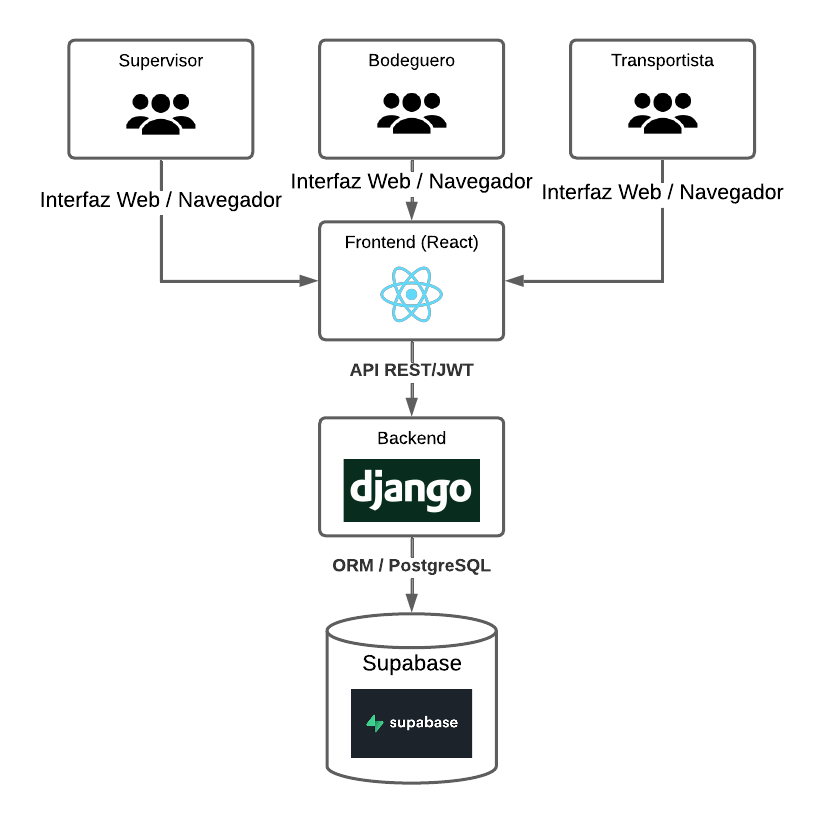 Supervisor
Bodeguero
Transportista
Interfaz Web / Navegador
Interfaz Web / Navegador
Interfaz Web / Navegador
Frontend (React)
API REST/JWT
Backend
django
ORM / PostgreSQL
Supabase
supabase